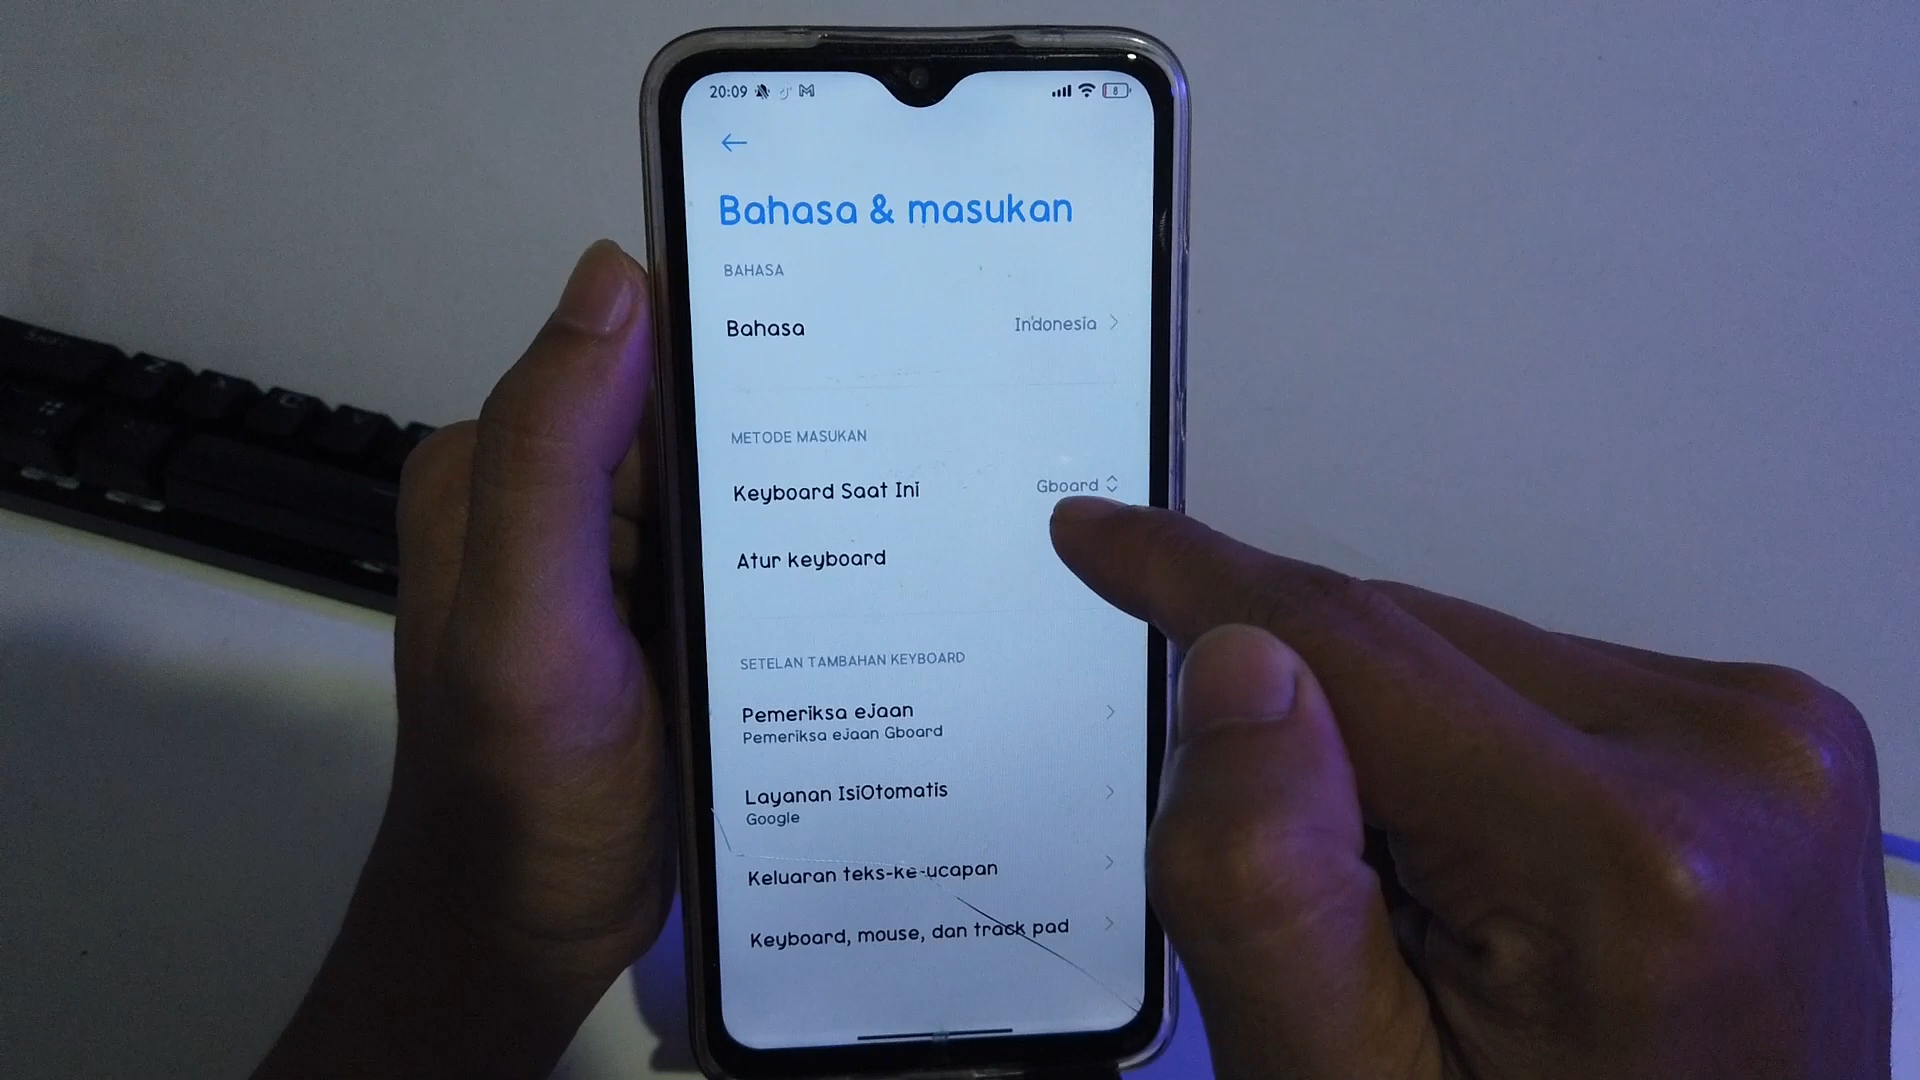 20:09
8
Bahasa & masukan
BAHASA
Bahasa
Indonesia
METODE MASUKAN
Keyboard Saat Ini
Gboard
Atur keyboard
SETELAN TAMBAHAN KEYBOARD
Pemeriksa ejaan
Pemeriksa ejaan Gboard
Layanan IsiOtomatis
Google
Keluaran teks-ke-ucapan
Keyboard, mouse, dan track pad
Z
C